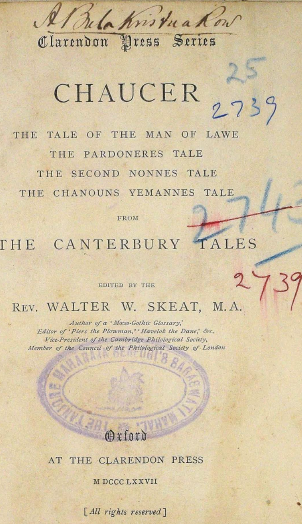 Clarendon Press Series
25
CHAUCER
2739
THE TALE OF THE MAN OF LAWE
THE PARDONERES TALE
THE SECOND NONNES TALE
THE CHANOUNS YEMANNES TALE
FROM
2743
THE CANTERBURY TALES
EDITED BY THE
2739
REV. WALTER W. SKEAT, M.A.
Author of a 'Mœso-Gothic Glossary,'
Editor of 'Piers the Plowman,' 'Havelok the Dane,' &c.
Vice-President of the Cambridge Philological Society,
Member of the Council of the Philological Society of London
Oxford
AT THE CLARENDON PRESS
MDCCCLXXVII
[All rights reserved]